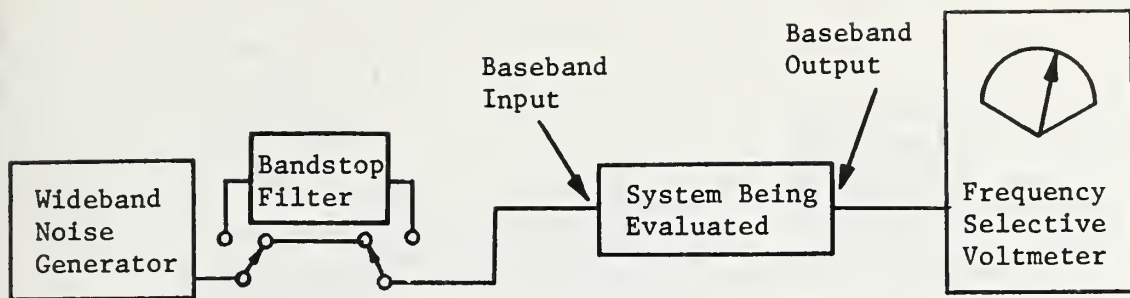 Wideband
Noise
Generator
Bandstop
Filter
Baseband
Input
System Being
Evaluated
Baseband
Output
Frequency
Selective
Voltmeter